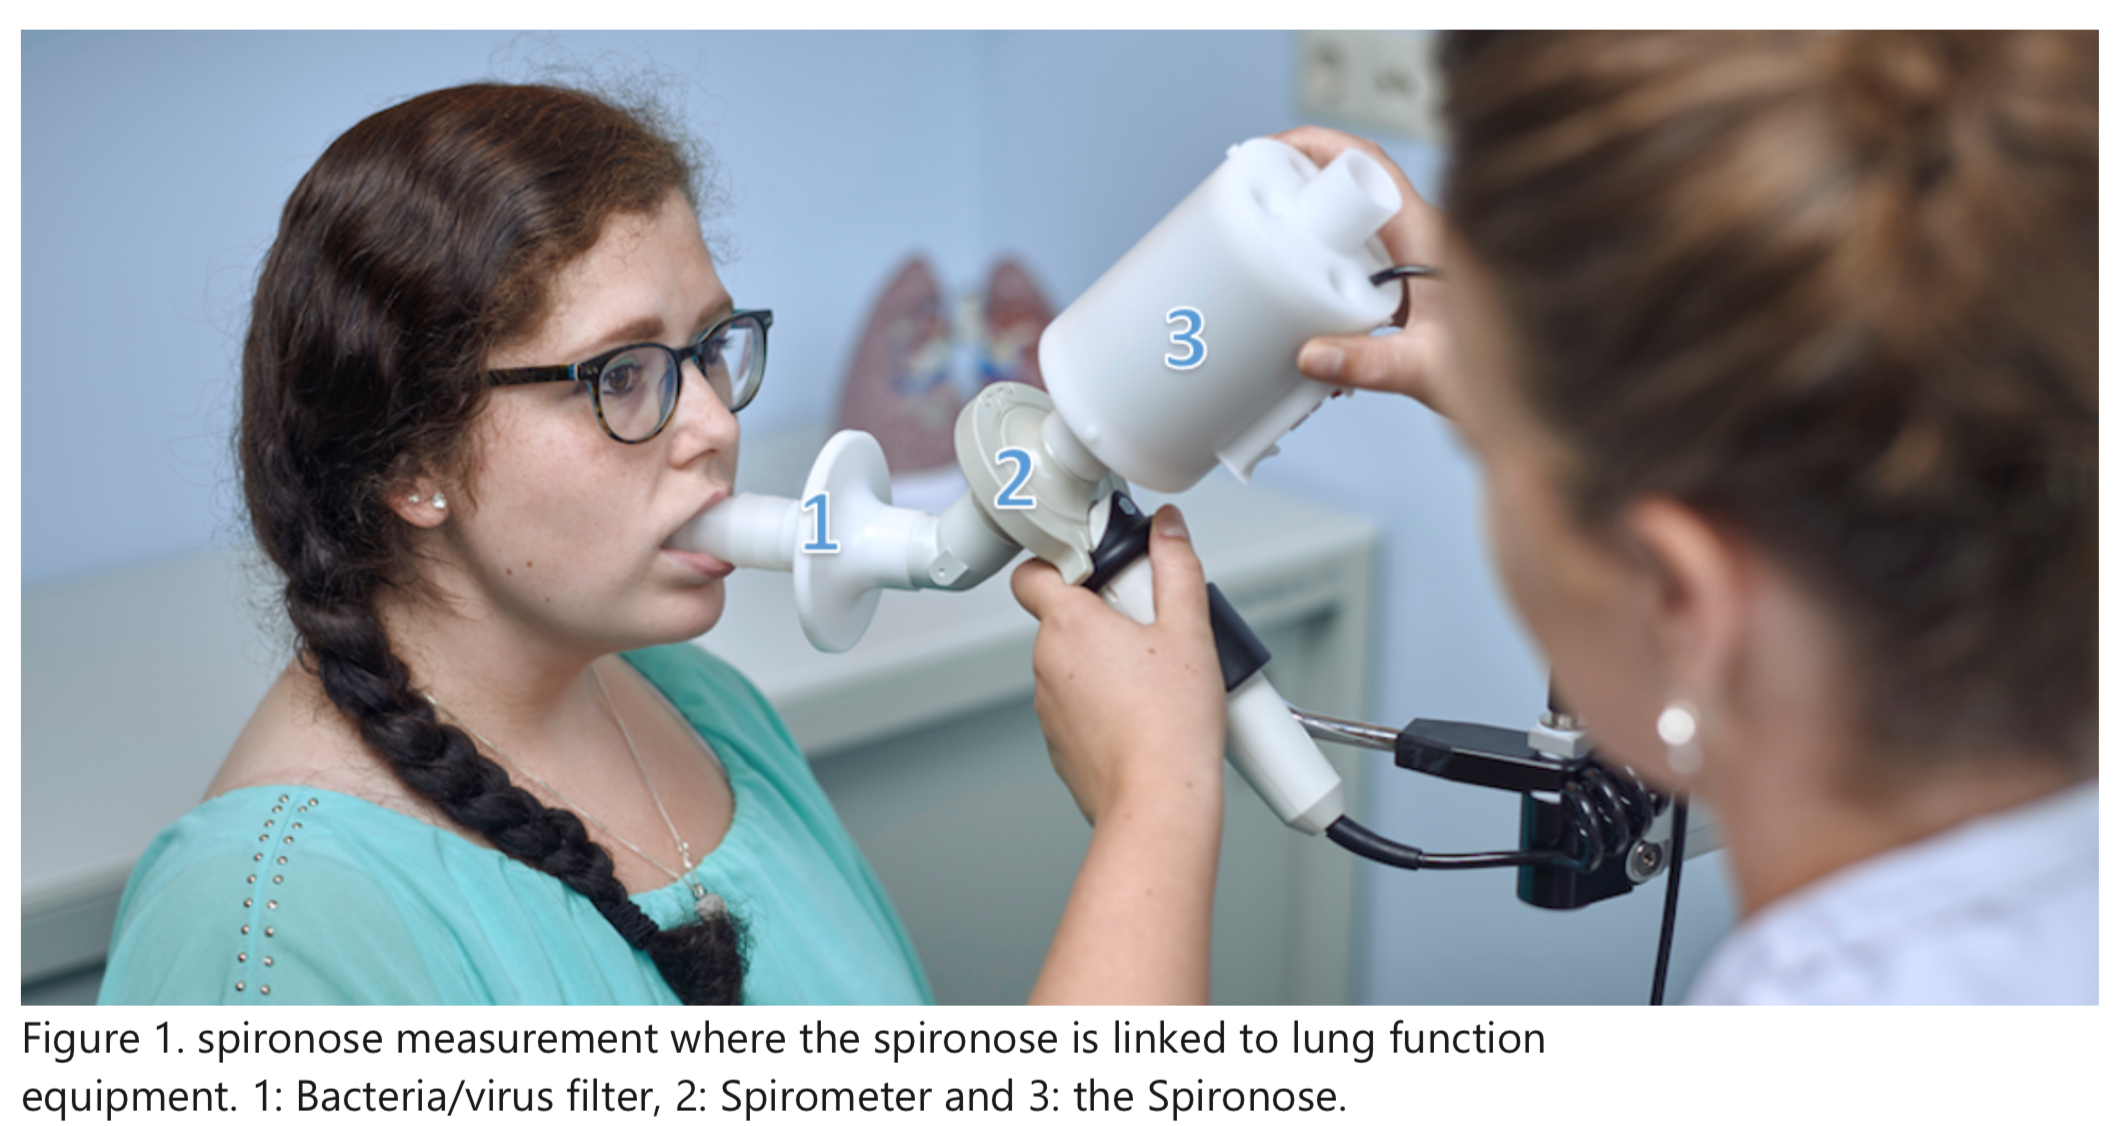 1
2
3
Figure 1. spironose measurement where the spironose is linked to lung function
equipment. 1: Bacteria/virus filter, 2: Spirometer and 3: the Spironose.